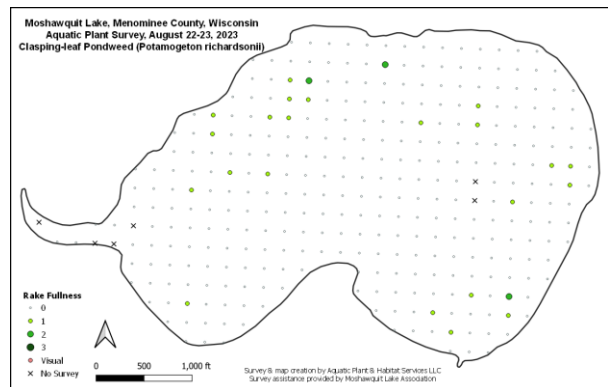 Moshawquit Lake, Menominee County, Wisconsin
Aquatic Plant Survey, August 22-23, 2023
Clasping-leaf Pondweed (Potamogeton richardsonii)
Rake Fullness
0
1
2
3
Visual
No Survey
0 500 1,000 ft
Survey & map creation by Aquatic Plant & Habitat Services LLC
Survey assistance provided by Moshawquit Lake Association